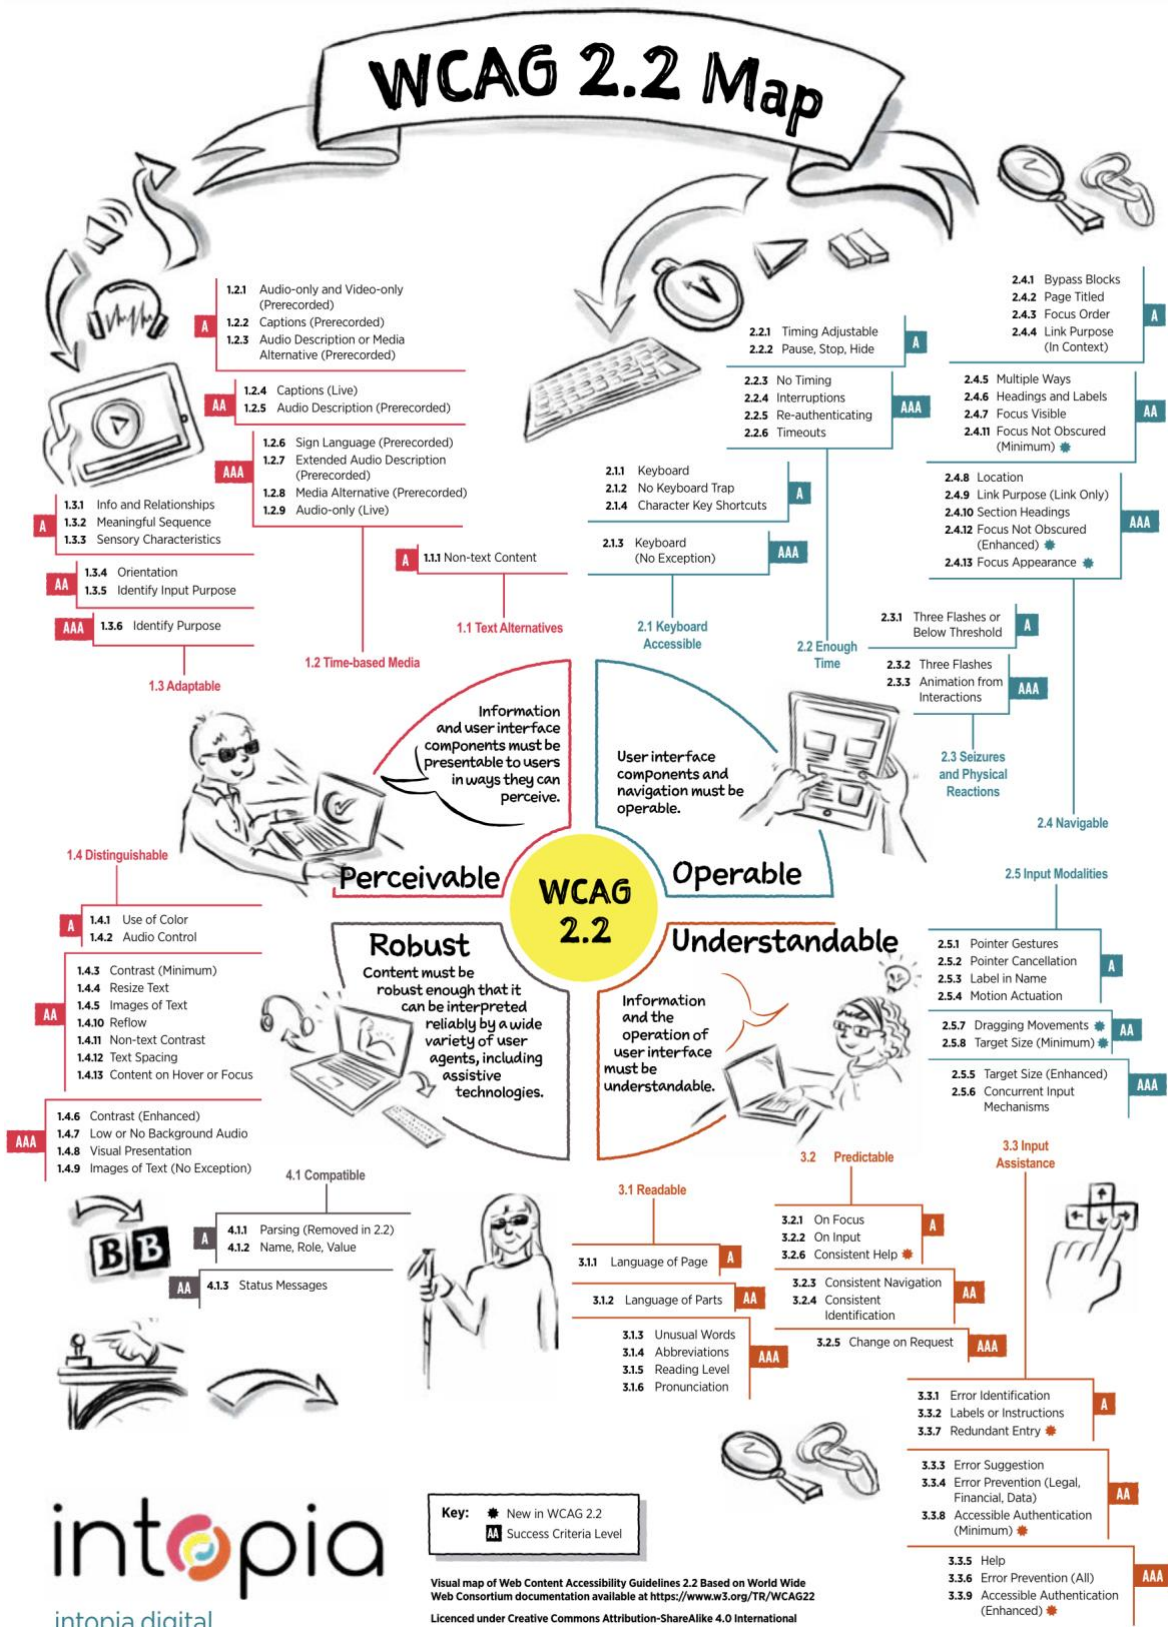 WCAG 2.2 Map
1.2.1 Audio-only and Video-only
(Prerecorded)
1.2.2 Captions (Prerecorded)
1.2.3 Audio Description or Media
Alternative (Prerecorded)
A
1.2.4 Captions (Live)
1.2.5 Audio Description (Prerecorded)
AA
1.2.6 Sign Language (Prerecorded)
1.2.7 Extended Audio Description
(Prerecorded)
1.2.8 Media Alternative (Prerecorded)
1.2.9 Audio-only (Live)
AAA
1.2 Time-based Media
1.3.1 Info and Relationships
1.3.2 Meaningful Sequence
1.3.3 Sensory Characteristics
A
1.3.4 Orientation
1.3.5 Identify Input Purpose
AA
1.3.6 Identify Purpose
AAA
1.3 Adaptable
A
1.1.1 Non-text Content
1.1 Text Alternatives
2.1.1 Keyboard
2.1.2 No Keyboard Trap
2.1.4 Character Key Shortcuts
A
2.1.3 Keyboard
(No Exception)
AAA
2.1 Keyboard
Accessible
2.2.1 Timing Adjustable
2.2.2 Pause, Stop, Hide
A
2.2.3 No Timing
2.2.4 Interruptions
2.2.5 Re-authenticating
2.2.6 Timeouts
AAA
2.2 Enough
Time
2.4.1 Bypass Blocks
2.4.2 Page Titled
2.4.3 Focus Order
2.4.4 Link Purpose
(In Context)
A
2.4.5 Multiple Ways
2.4.6 Headings and Labels
2.4.7 Focus Visible
2.4.11 Focus Not Obscured
(Minimum)
AA
2.4.8 Location
2.4.9 Link Purpose (Link Only)
2.4.10 Section Headings
2.4.12 Focus Not Obscured
(Enhanced)
2.4.13 Focus Appearance
AAA
2.4 Navigable
2.3.1 Three Flashes or
Below Threshold
A
2.3.2 Three Flashes
2.3.3 Animation from
Interactions
AAA
2.3 Seizures
and Physical
Reactions
Information
and user interface
components must be
presentable to users
in ways they can
perceive.
Perceivable
User interface
components and
navigation must be
operable.
Operable
WCAG
2.2
Robust
Content must be
robust enough that it
can be interpreted
reliably by a wide
variety of user
agents, including
assistive
technologies.
Understandable
Information
and the
operation of
user interface
must be
understandable.
1.4 Distinguishable
1.4.1 Use of Color
1.4.2 Audio Control
A
1.4.3 Contrast (Minimum)
1.4.4 Resize Text
1.4.5 Images of Text
1.4.10 Reflow
1.4.11 Non-text Contrast
1.4.12 Text Spacing
1.4.13 Content on Hover or Focus
AA
1.4.6 Contrast (Enhanced)
1.4.7 Low or No Background Audio
1.4.8 Visual Presentation
1.4.9 Images of Text (No Exception)
AAA
2.5 Input Modalities
2.5.1 Pointer Gestures
2.5.2 Pointer Cancellation
2.5.3 Label in Name
2.5.4 Motion Actuation
A
2.5.7 Dragging Movements
2.5.8 Target Size (Minimum)
AA
2.5.5 Target Size (Enhanced)
2.5.6 Concurrent Input
Mechanisms
AAA
4.1 Compatible
4.1.1 Parsing (Removed in 2.2)
4.1.2 Name, Role, Value
A
4.1.3 Status Messages
AA
B B
3.1 Readable
3.1.1 Language of Page
A
3.1.2 Language of Parts
AA
3.1.3 Unusual Words
3.1.4 Abbreviations
3.1.5 Reading Level
3.1.6 Pronunciation
AAA
3.2 Predictable
3.2.1 On Focus
3.2.2 On Input
3.2.6 Consistent Help
A
3.2.3 Consistent Navigation
3.2.4 Consistent
Identification
AA
3.2.5 Change on Request
AAA
3.3 Input
Assistance
3.3.1 Error Identification
3.3.2 Labels or Instructions
3.3.7 Redundant Entry
A
3.3.3 Error Suggestion
3.3.4 Error Prevention (Legal,
Financial, Data)
3.3.8 Accessible Authentication
(Minimum)
AA
3.3.5 Help
3.3.6 Error Prevention (All)
3.3.9 Accessible Authentication
(Enhanced)
AAA
intopia
intopia digital
Key: New in WCAG 2.2
AA Success Criteria Level
Visual map of Web Content Accessibility Guidelines 2.2 Based on World Wide
Web Consortium documentation available at https://www.w3.org/TR/WCAG22
Licenced under Creative Commons Attribution-ShareAlike 4.0 International